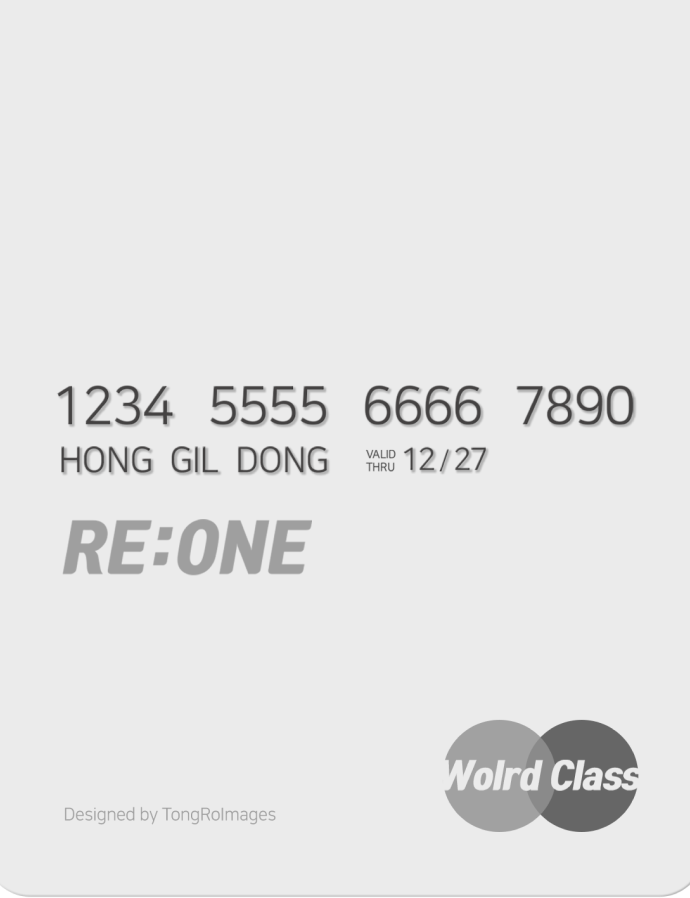 1234 5555 6666 7890
HONG GIL DONG VALID THRU 12/27
RE:ONE
Wolrd Class
Designed by TongRoImages